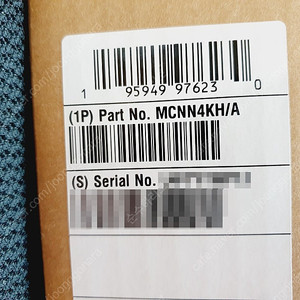 1 95949 97623 0
(1P) Part No. MCNN4KH/A
(S) Serial No.